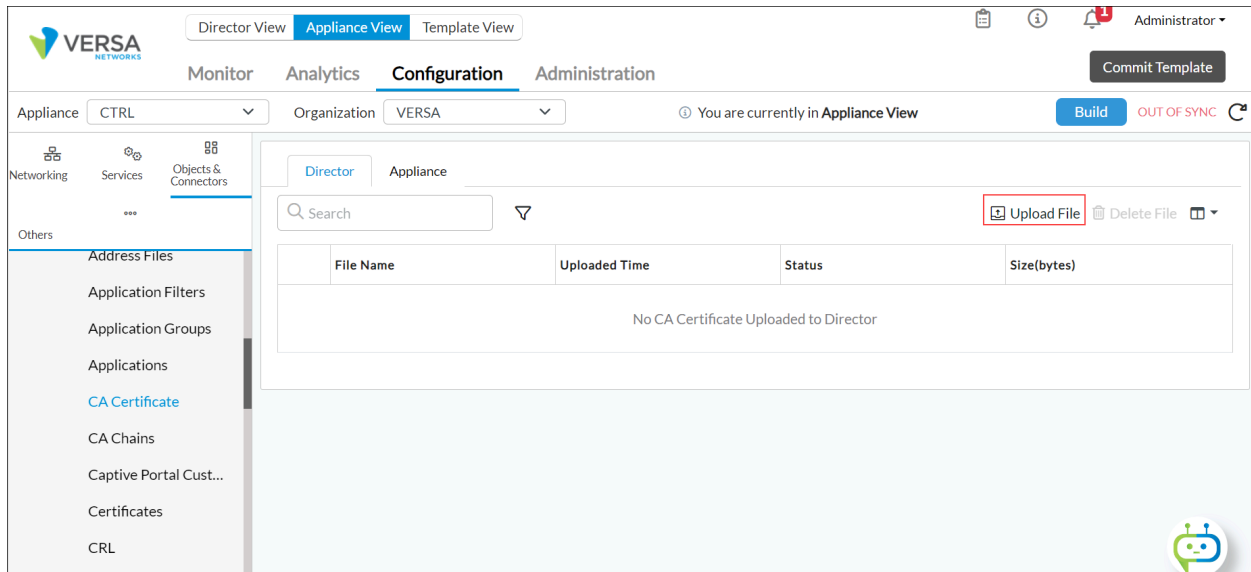 VERSA
NETWORKS
Director View Appliance View Template View
1
Administrator
Monitor Analytics Configuration Administration
Commit Template
Appliance CTRL Organization VERSA You are currently in Appliance View Build OUT OF SYNC
Networking Services Objects & Connectors
Others
Director Appliance
Search
Upload File Delete File
File Name Uploaded Time Status Size(bytes)
No CA Certificate Uploaded to Director
Address Files
Application Filters
Application Groups
Applications
CA Certificate
CA Chains
Captive Portal Cust...
Certificates
CRL